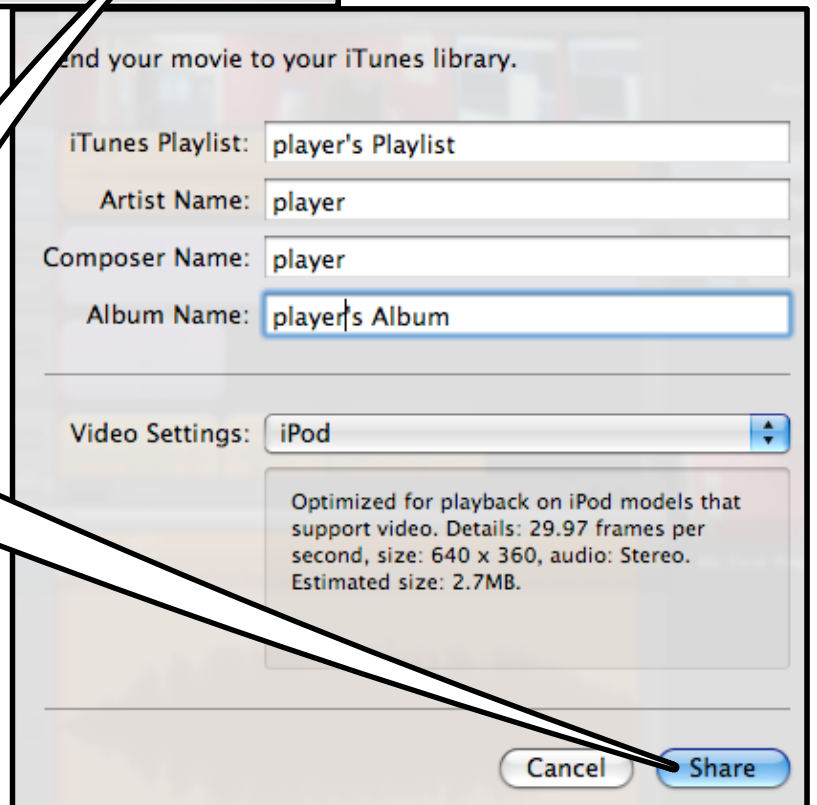 end your movie to your iTunes library.
iTunes Playlist: player's Playlist
Artist Name: player
Composer Name: player
Album Name: player's Album
Video Settings: iPod
Optimized for playback on iPod models that
support video. Details: 29.97 frames per
second, size: 640 x 360, audio: Stereo.
Estimated size: 2.7MB.
Cancel Share